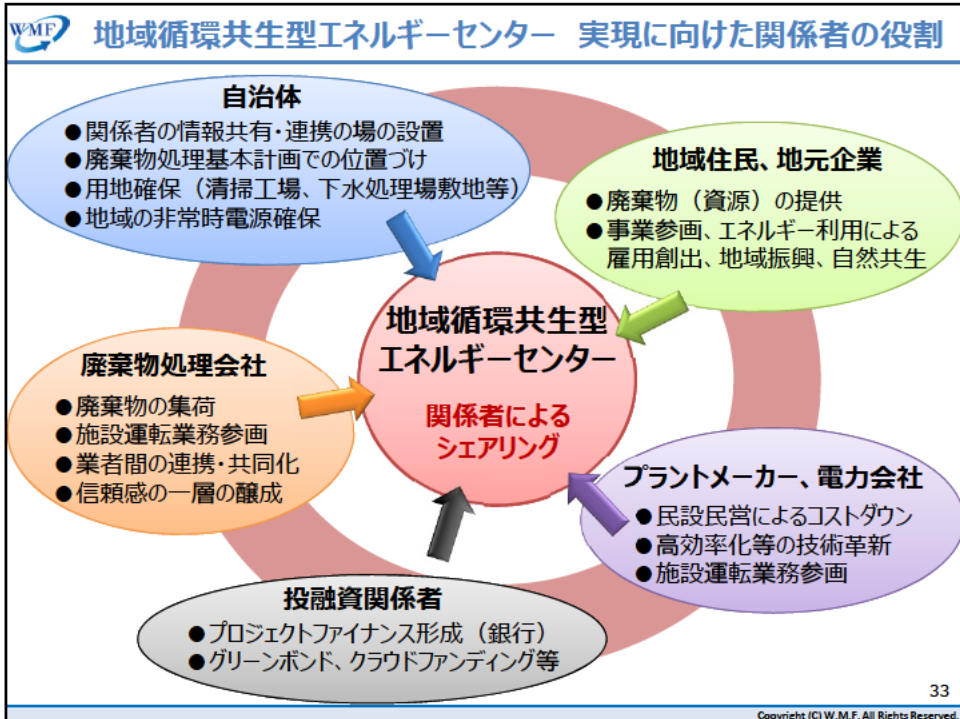 WMF 地域循環共生型エネルギーセンター 実現に向けた関係者の役割
自治体
●関係者の情報共有・連携の場の設置
●廃棄物処理基本計画での位置づけ
●用地確保（清掃工場、下水処理場敷地等）
●地域の非常時電源確保
地域住民、地元企業
●廃棄物（資源）の提供
●事業参画、エネルギー利用による
雇用創出、地域振興、自然共生
地域循環共生型
エネルギーセンター
関係者による
シェアリング
廃棄物処理会社
●廃棄物の集荷
●施設運転業務参画
●業者間の連携・共同化
●信頼感の一層の醸成
プラントメーカー、電力会社
●民設民営によるコストダウン
●高効率化等の技術革新
●施設運転業務参画
投融資関係者
●プロジェクトファイナンス形成（銀行）
●グリーンボンド、クラウドファンディング等
33
Copyright (C) W.M.F. All Rights Reserved.